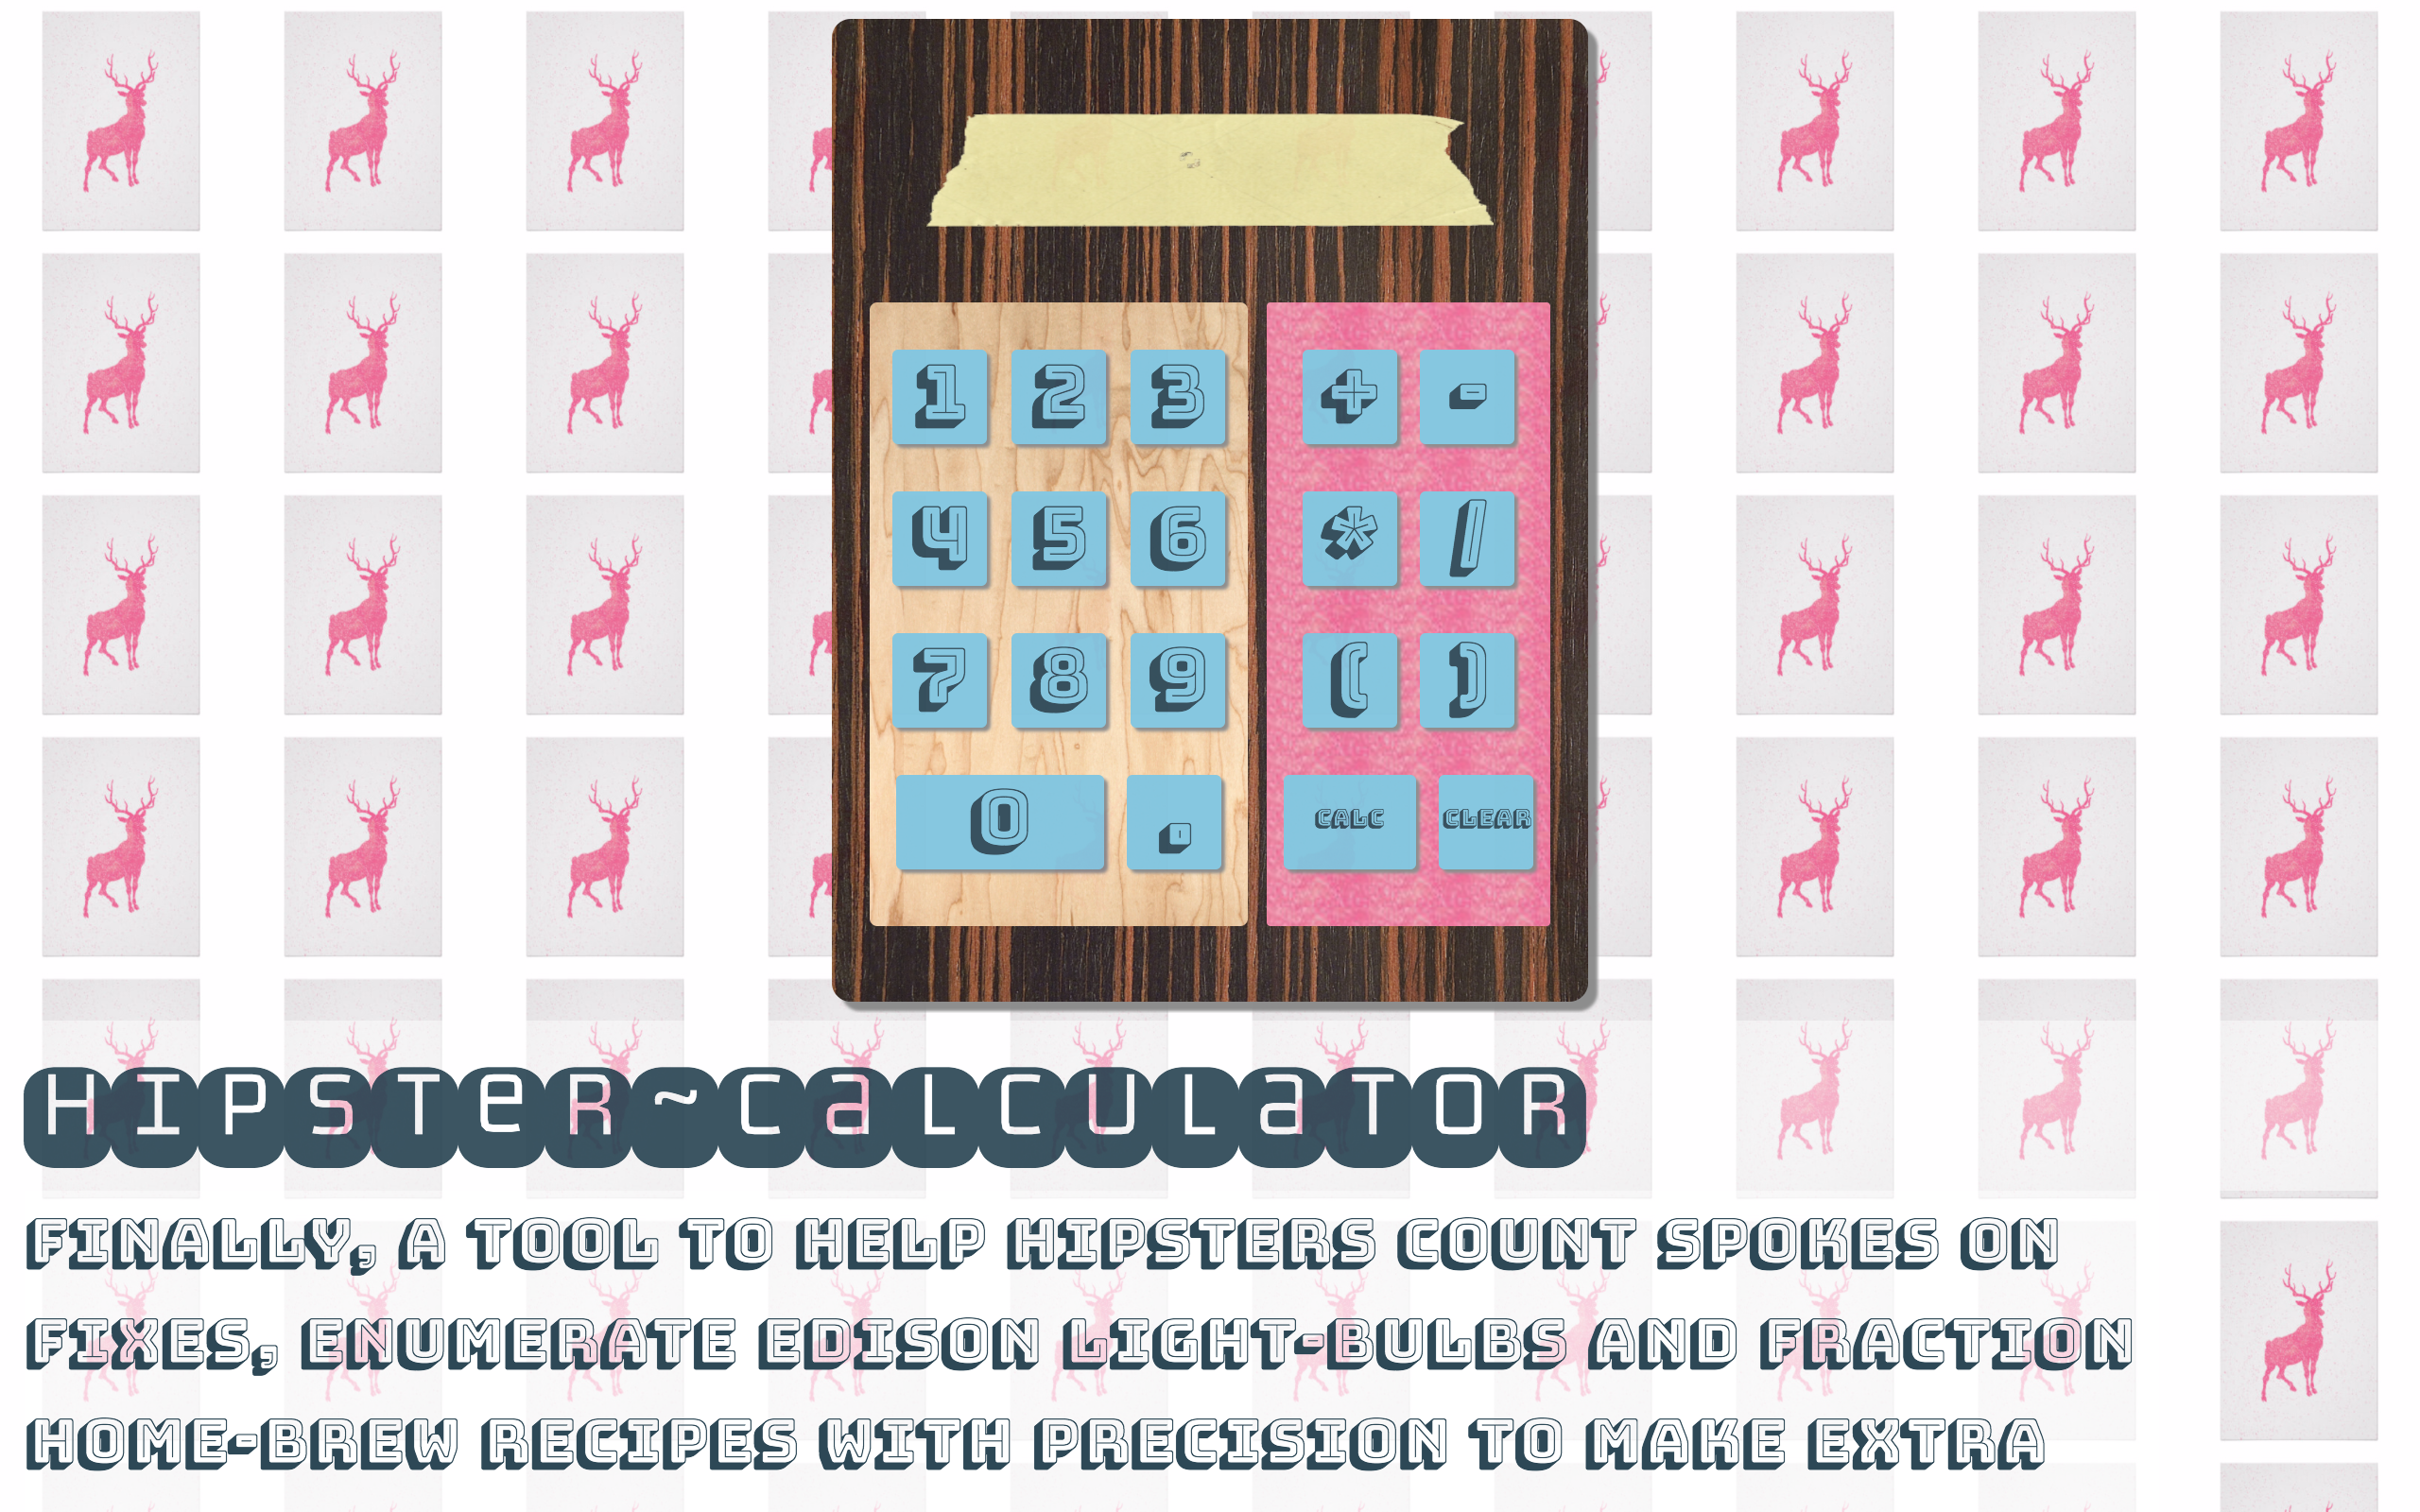 1 2 3 + -
4 5 6 * /
7 8 9 ( )
0 . CALC CLEAR
HIPSTeR~CaLCULaTOR
FINALLY, A TOOL TO HELP HIPSTERS COUNT SPOKES ON
FIXES, ENUMERATE EDISON LIGHT-BULBS AND FRACTION
HOME-BREW RECIPES WITH PRECISION TO MAKE EXTRA